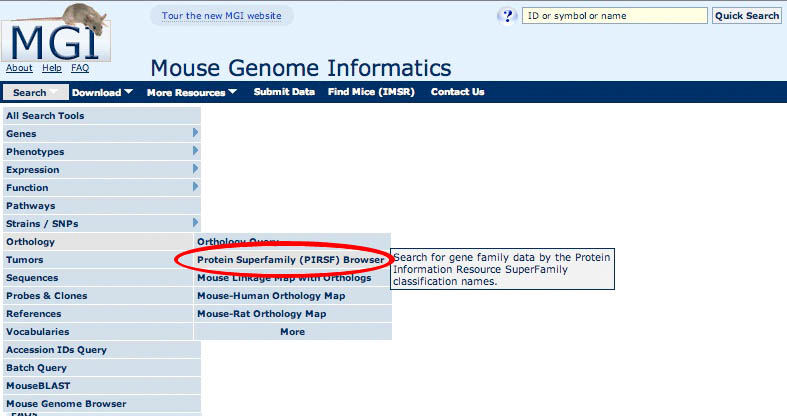 Tour the new MGI website
ID or symbol or name
Quick Search
MGI
About Help FAQ
Mouse Genome Informatics
Search Download More Resources Submit Data Find Mice (IMSR) Contact Us
All Search Tools
Genes
Phenotypes
Expression
Function
Pathways
Strains / SNPs
Orthology
Tumors
Sequences
Probes & Clones
References
Vocabularies
Accession IDs Query
Batch Query
MouseBLAST
Mouse Genome Browser
FAQs
Orthology Query
Protein Superfamily (PIRSF) Browser
Mouse Linkage Map with Orthologs
Mouse-Human Orthology Map
Mouse-Rat Orthology Map
More
Search for gene family data by the Protein
Information Resource SuperFamily
classification names.